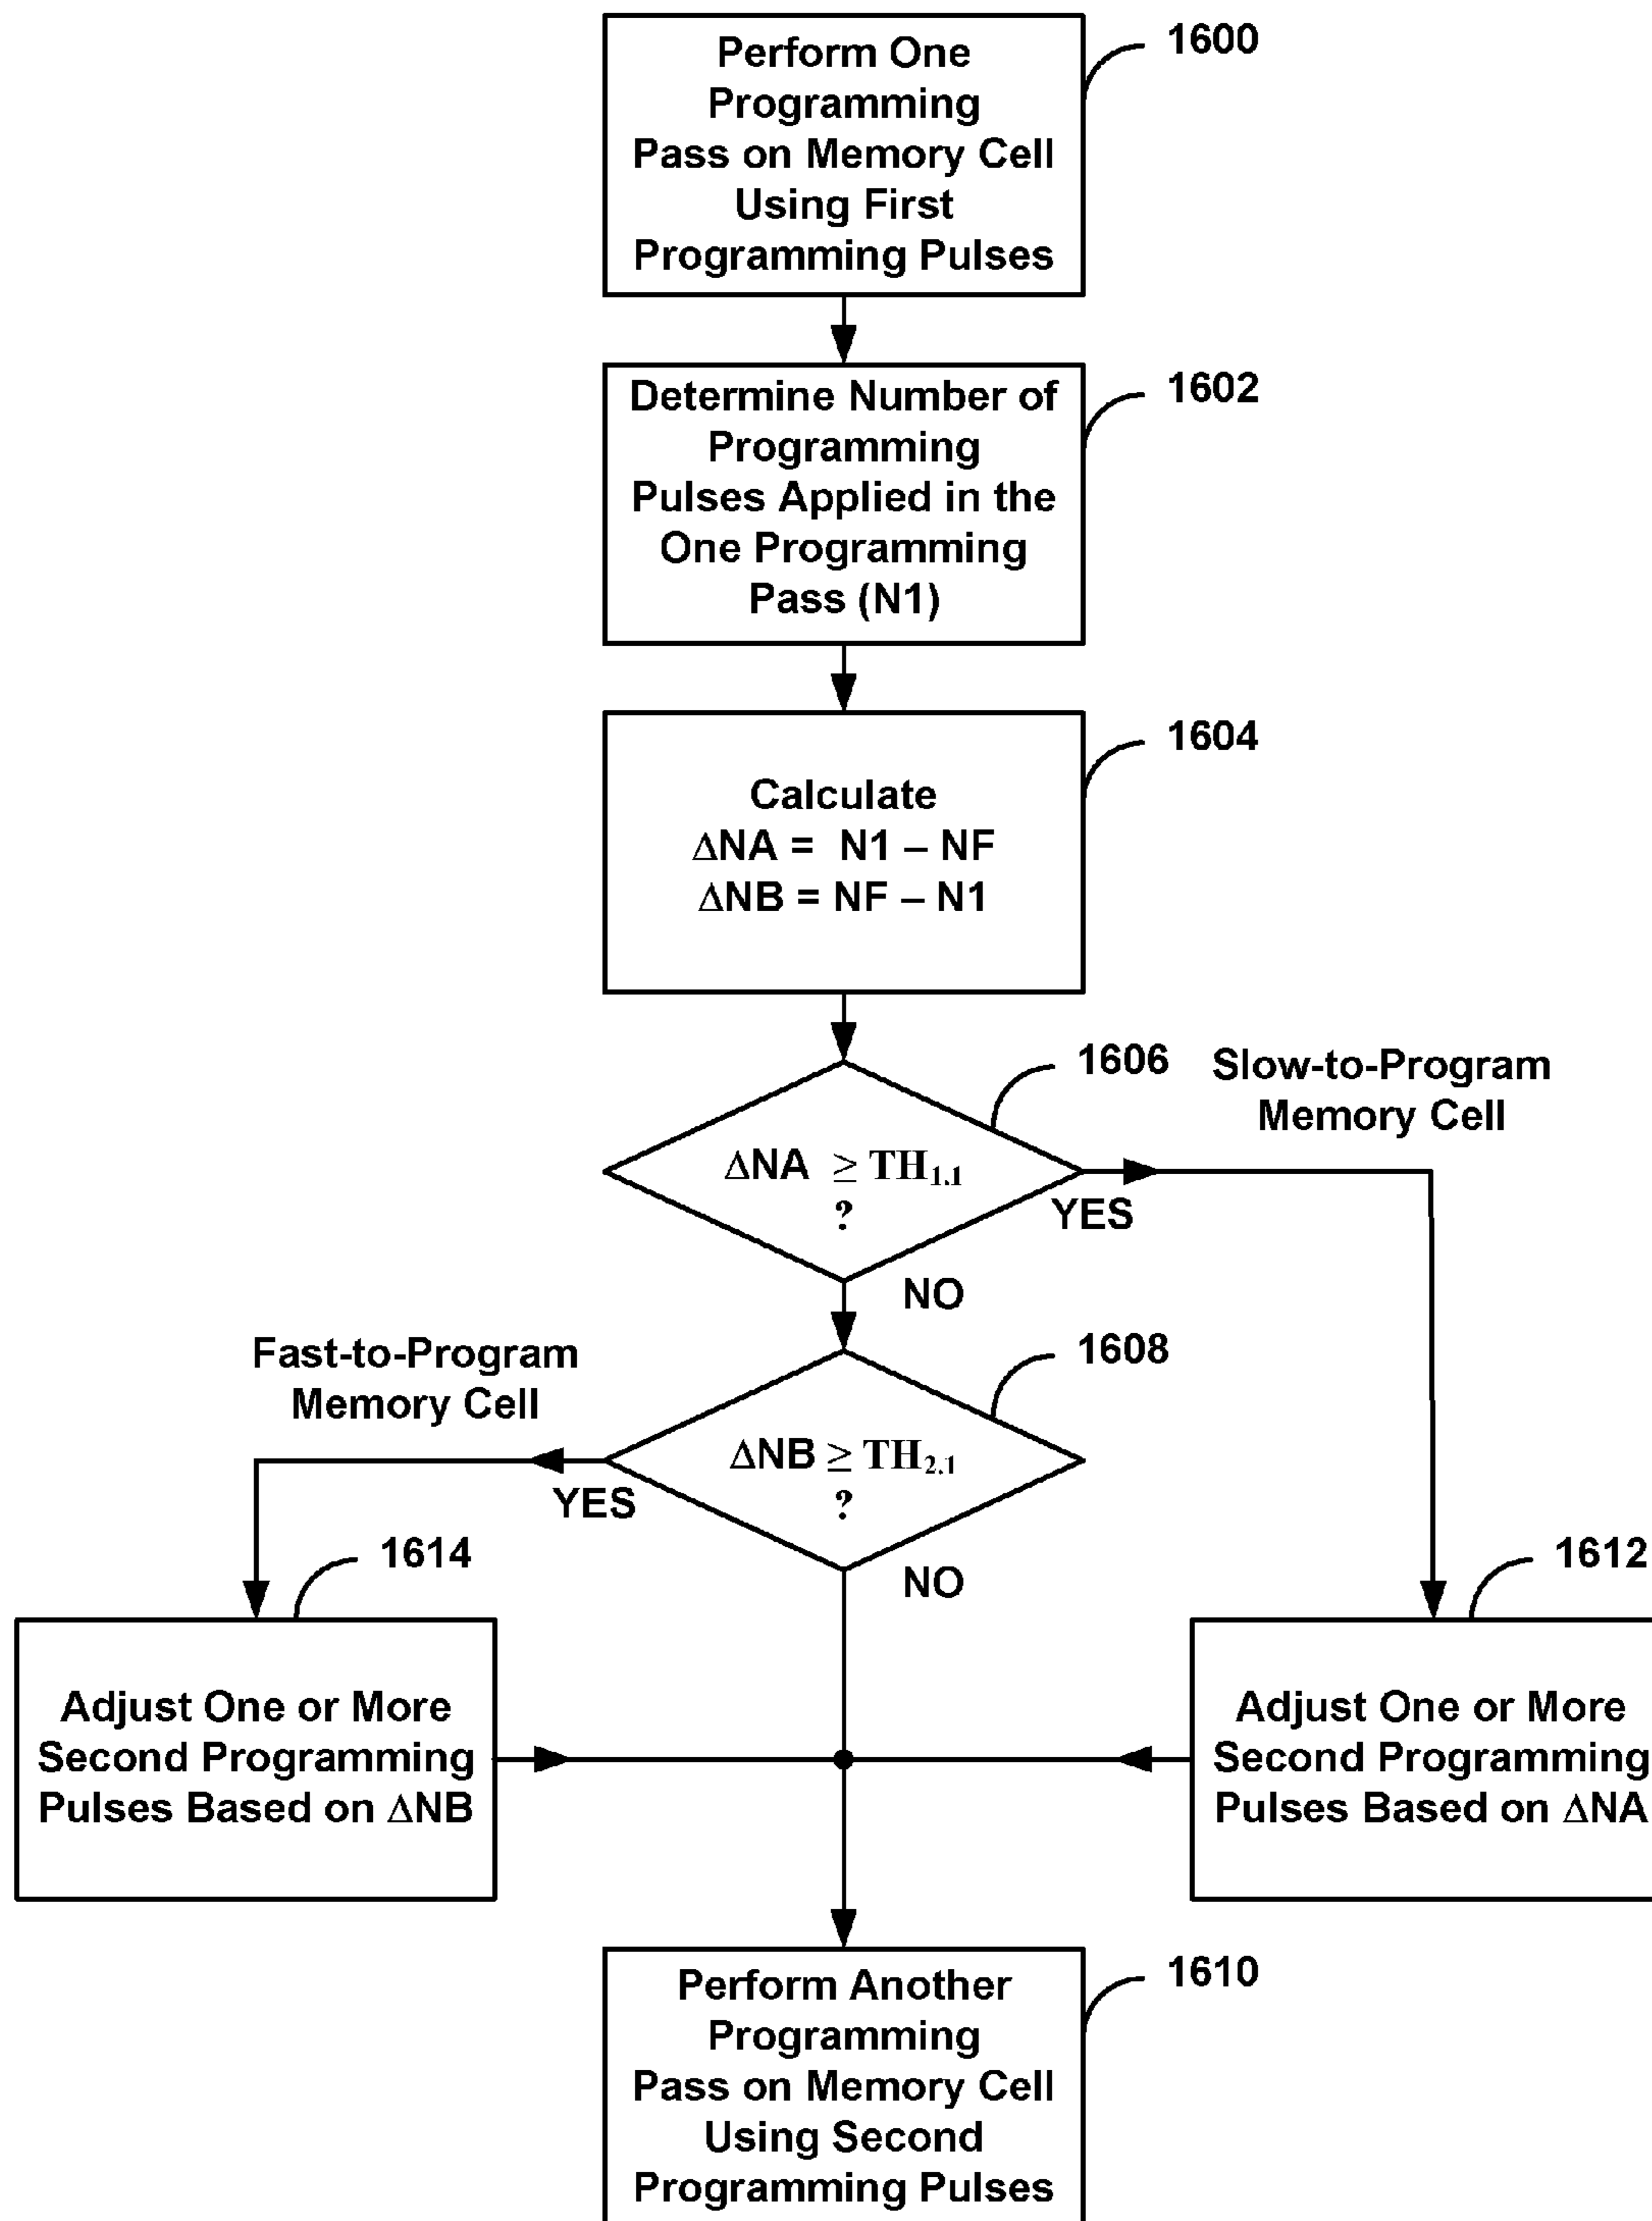 Perform One
Programming
Pass on Memory Cell
Using First
Programming Pulses
1600
Determine Number of
Programming
Pulses Applied in the
One Programming
Pass (N1)
1602
Calculate
ΔNA = N1 – NF
ΔNB = NF – N1
1604
1606
Slow-to-Program
Memory Cell
ΔNA ≥ TH1.1
?
YES
NO
Fast-to-Program
Memory Cell
1608
ΔNB ≥ TH2.1
?
YES
NO
1614
1612
Adjust One or More
Second Programming
Pulses Based on ΔNB
Adjust One or More
Second Programming
Pulses Based on ΔNA
Perform Another
Programming
Pass on Memory Cell
Using Second
Programming Pulses
1610